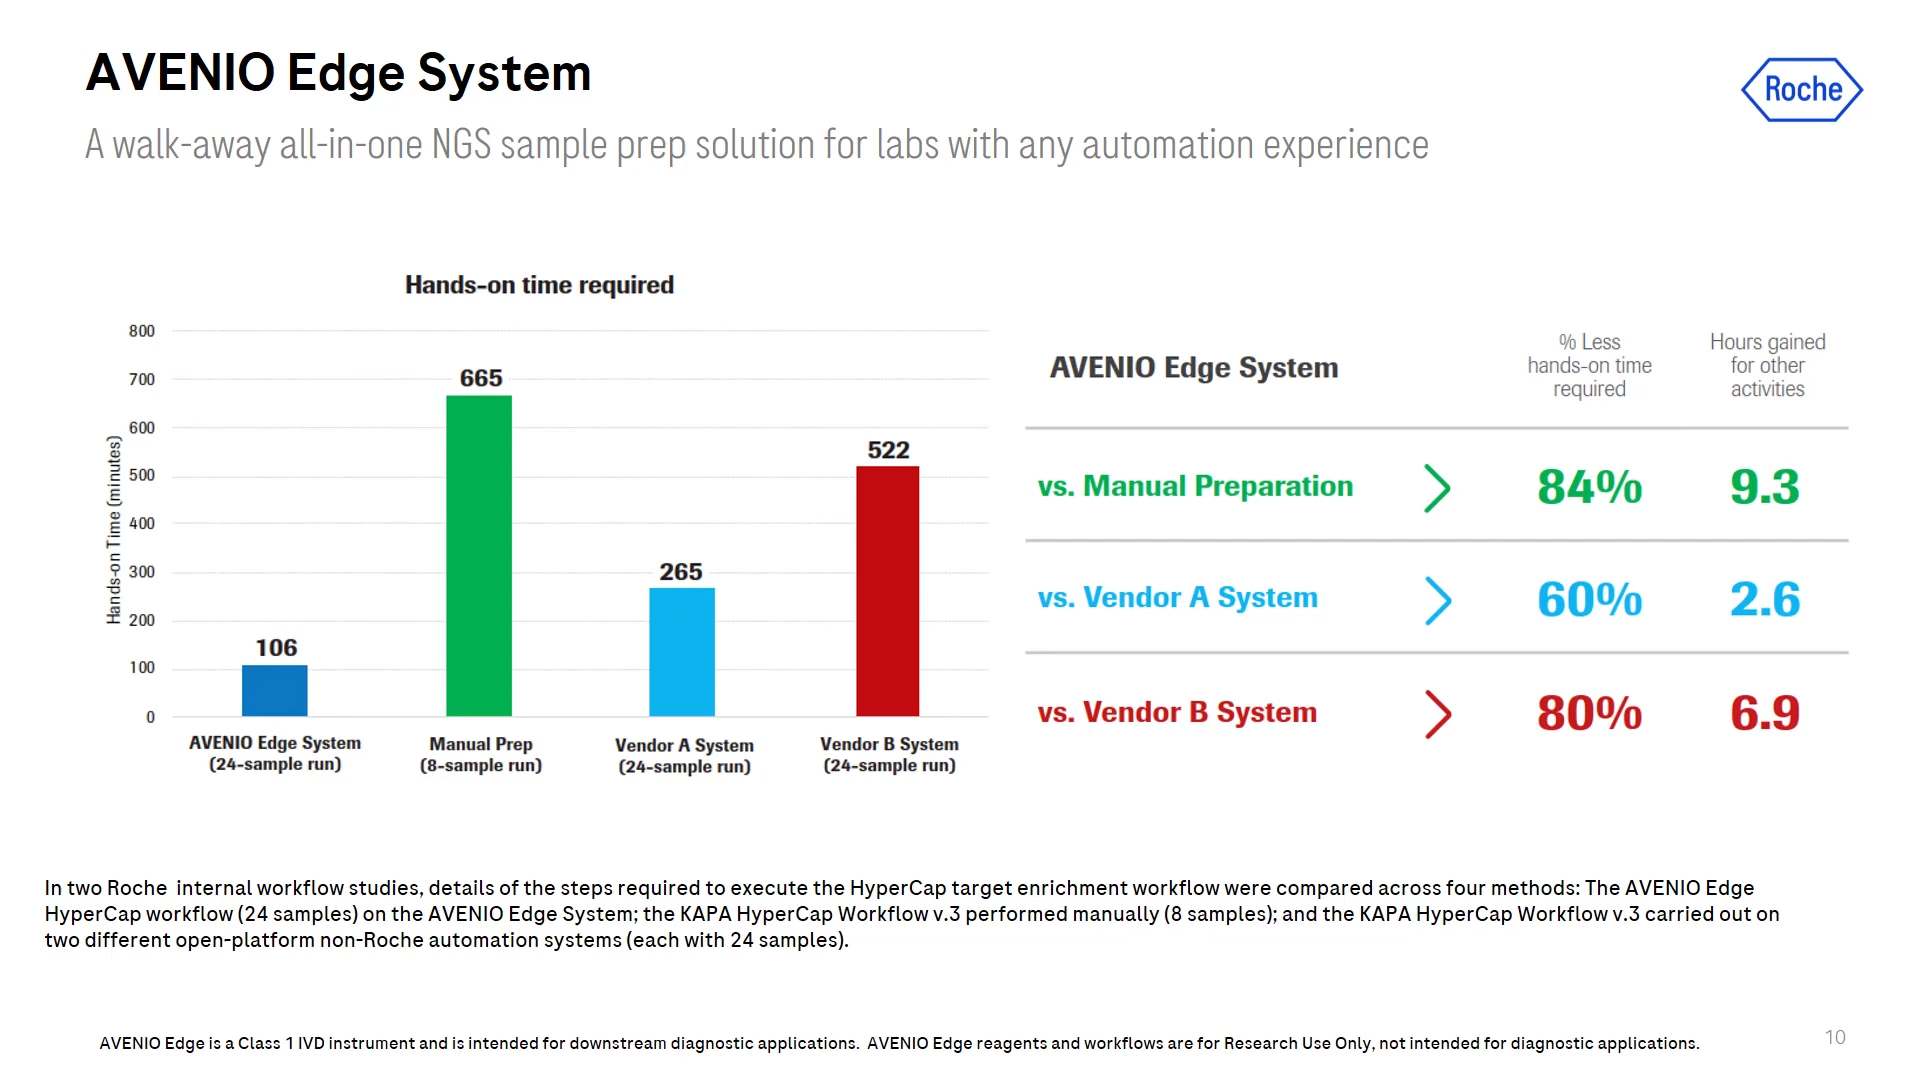 AVENIO Edge System
Roche
A walk-away all-in-one NGS sample prep solution for labs with any automation experience
Hands-on time required
Hands-on Time (minutes)
800
700
600
500
400
300
200
100
0
106
665
265
522
AVENIO Edge System
(24-sample run)
Manual Prep
(8-sample run)
Vendor A System
(24-sample run)
Vendor B System
(24-sample run)
AVENIO Edge System
% Less
hands-on time
required
Hours gained
for other
activities
vs. Manual Preparation
84%
9.3
vs. Vendor A System
60%
2.6
vs. Vendor B System
80%
6.9
In two Roche  internal workflow studies, details of the steps required to execute the HyperCap target enrichment workflow were compared across four methods: The AVENIO Edge
HyperCap workflow (24 samples) on the AVENIO Edge System; the KAPA HyperCap Workflow v.3 performed manually (8 samples); and the KAPA HyperCap Workflow v.3 carried out on
two different open-platform non-Roche automation systems (each with 24 samples).
AVENIO Edge is a Class 1 IVD instrument and is intended for downstream diagnostic applications.  AVENIO Edge reagents and workflows are for Research Use Only, not intended for diagnostic applications.
10